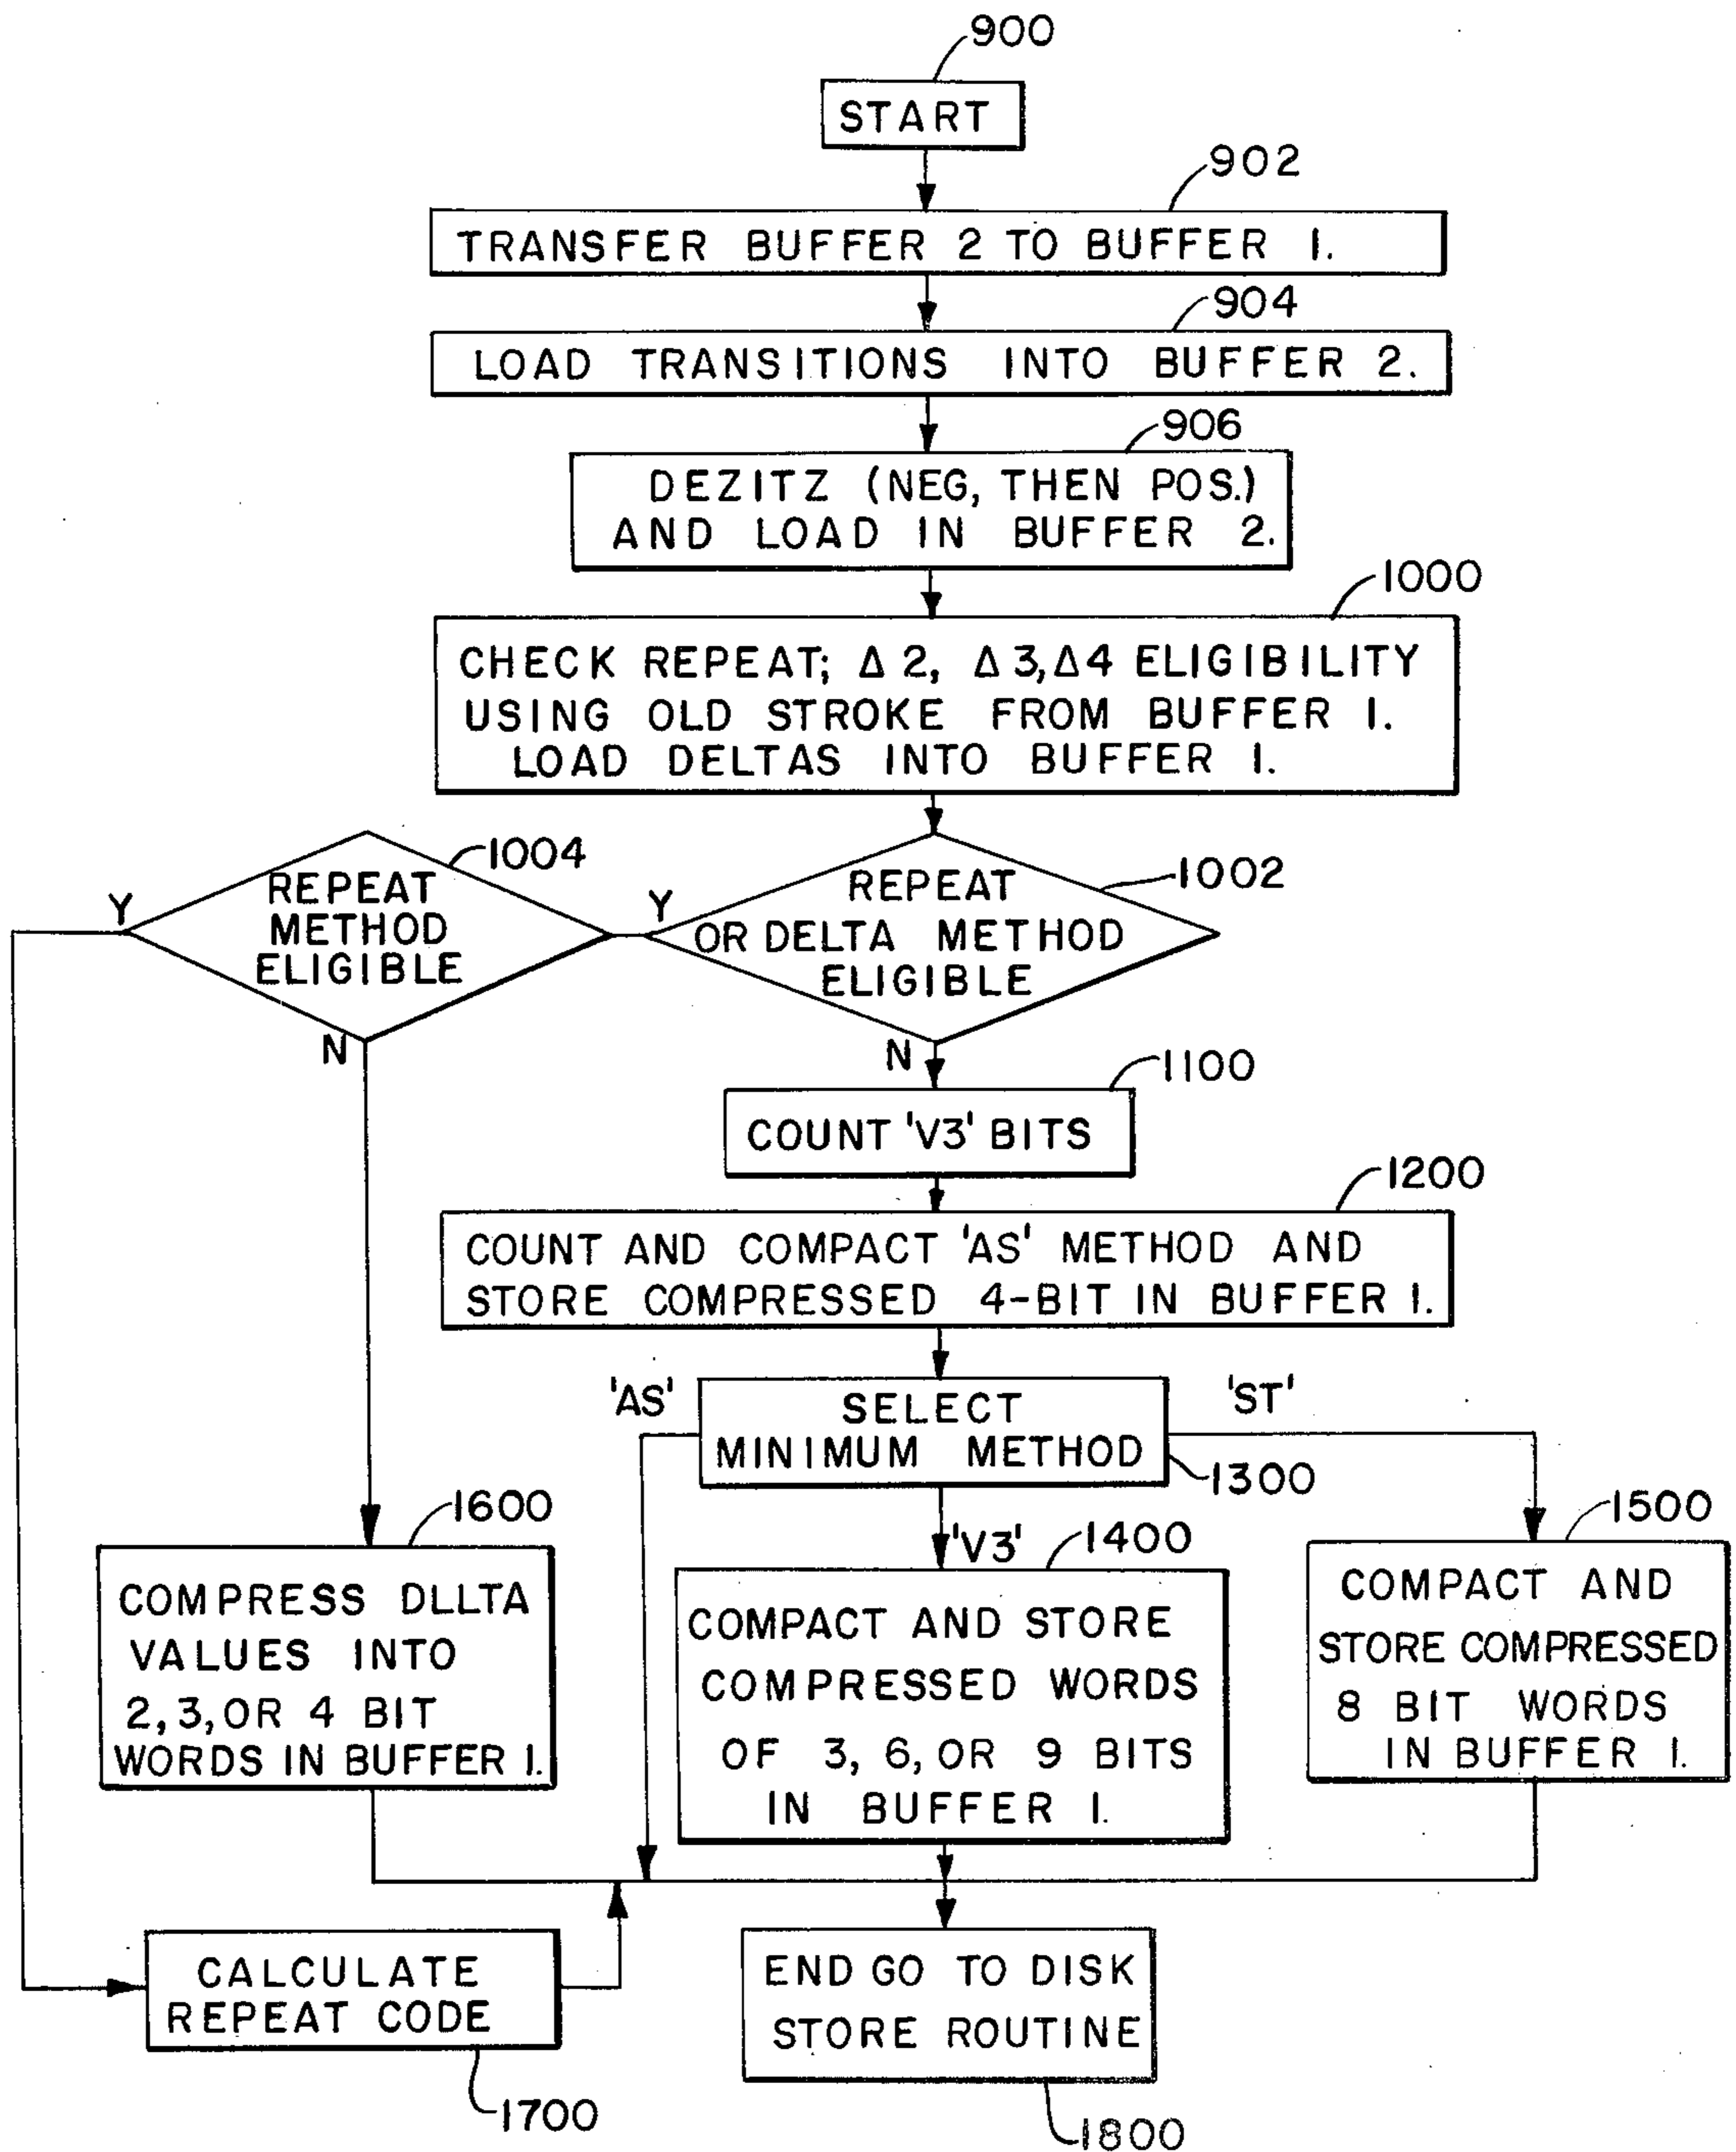 900
START
902
TRANSFER BUFFER 2 TO BUFFER 1.
904
LOAD TRANSITIONS INTO BUFFER 2.
906
DEZITZ (NEG, THEN POS.)
AND LOAD IN BUFFER 2.
1000
CHECK REPEAT; Δ2, Δ3, Δ4 ELIGIBILITY
USING OLD STROKE FROM BUFFER 1.
LOAD DELTAS INTO BUFFER 1.
1004
Y
REPEAT
METHOD
ELIGIBLE
N
1002
Y
REPEAT
OR DELTA METHOD
ELIGIBLE
N
1100
COUNT 'V3' BITS
1200
COUNT AND COMPACT 'AS' METHOD AND
STORE COMPRESSED 4-BIT IN BUFFER 1.
'AS'
SELECT
MINIMUM METHOD
'ST'
1300
1600
COMPRESS DLLTA
VALUES INTO
2, 3, OR 4 BIT
WORDS IN BUFFER 1.
'V3'
1400
COMPACT AND STORE
COMPRESSED WORDS
OF 3, 6, OR 9 BITS
IN BUFFER 1.
1500
COMPACT AND
STORE COMPRESSED
8 BIT WORDS
IN BUFFER 1.
CALCULATE
REPEAT CODE
1700
END GO TO DISK
STORE ROUTINE
1800